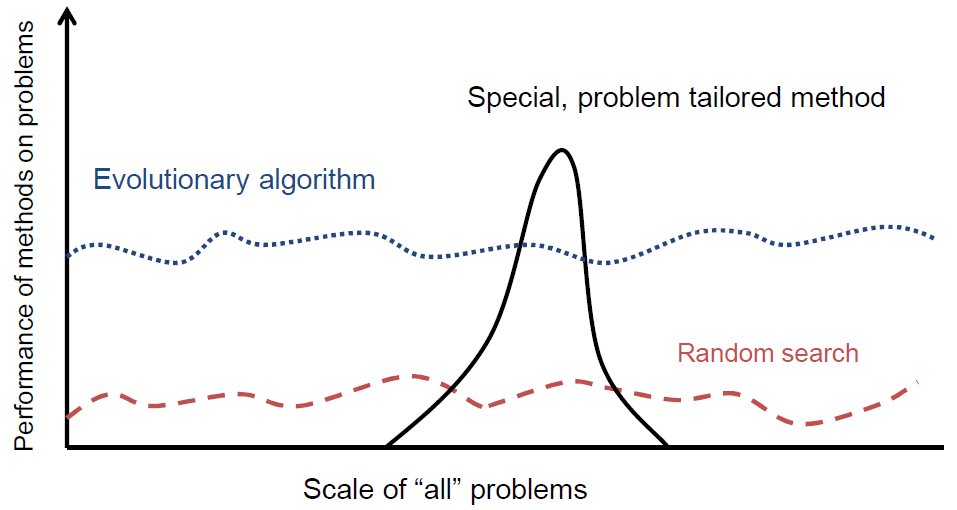 Performance of methods on problems
Special, problem tailored method
Evolutionary algorithm
Random search
Scale of “all” problems